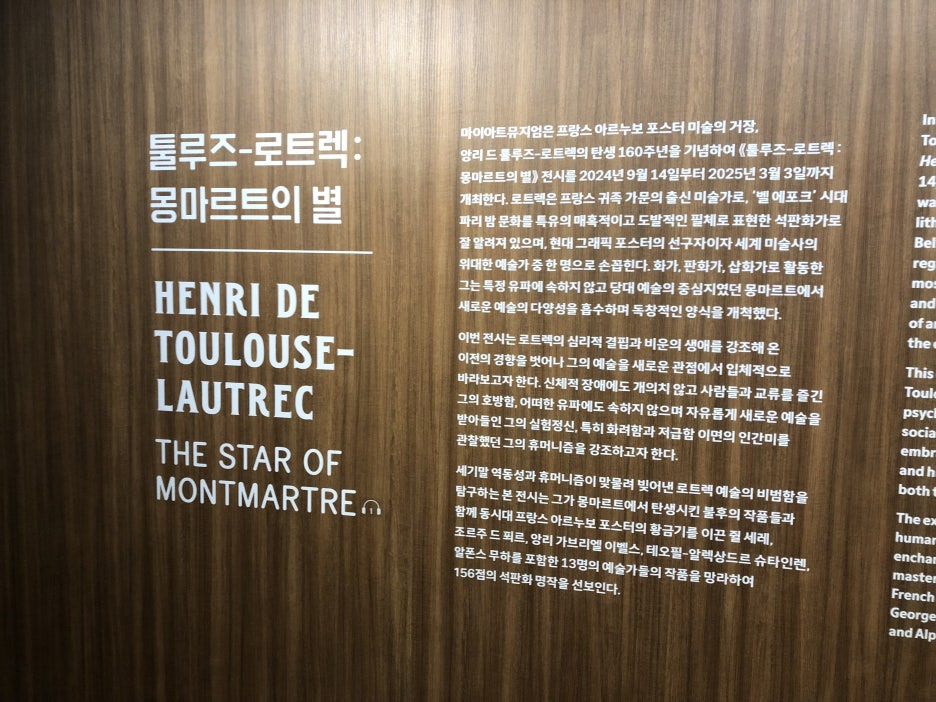 툴루즈-로트렉:
몽마르트의 별
HENRI DE
TOULOUSE-
LAUTREC
THE STAR OF
MONTMARTRE
1
마이아트뮤지엄은 프랑스 아르누보 포스터 미술의 거장,
앙리 드 툴루즈-로트렉의 탄생 160주년을 기념하여 《툴루즈-로트렉 :
몽마르트의 별》 전시를 2024년 9월 14일부터 2025년 3월 3일까지
개최한다. 로트렉은 프랑스 귀족 가문의 출신 미술가로, ‘벨 에포크’ 시대
파리 밤 문화를 특유의 매혹적이고 도발적인 필체로 표현한 석판화가로
잘 알려져 있으며, 현대 그래픽 포스터의 선구자이자 세계 미술사의
위대한 예술가 중 한 명으로 손꼽힌다. 화가, 판화가, 삽화가로 활동한
그는 특정 유파에 속하지 않고 당대 예술의 중심지였던 몽마르트에서
새로운 예술의 다양성을 흡수하며 독창적인 양식을 개척했다.
이번 전시는 로트렉의 심리적 결핍과 비운의 생애를 강조해 온
이전의 경향을 벗어나 그의 예술을 새로운 관점에서 입체적으로
바라보고자 한다. 신체적 장애에도 개의치 않고 사람들과 교류를 즐긴
그의 호방함, 어떠한 유파에도 속하지 않으며 자유롭게 새로운 예술을
받아들인 그의 실험정신, 특히 화려함과 저급함 이면의 인간미를
관찰했던 그의 휴머니즘을 강조하고자 한다.
세기말 역동성과 휴머니즘이 맞물려 빚어낸 로트렉 예술의 비범함을
탐구하는 본 전시는 그가 몽마르트에서 탄생시킨 불후의 작품들과
함께 동시대 프랑스 아르누보 포스터의 황금기를 이끈 쥘 세레,
조르주 드 푀르, 앙리 가브리엘 이벨스, 테오필-알렉상드르 슈타인렌,
알폰스 무하를 포함한 13명의 예술가들의 작품을 망라하여
156점의 석판화 명작을 선보인다.
In
To
He
14
wa
lith
Bel
reg
mos
and
of ar
the
This
Toul
psych
socia
embr
and h
both t
The ex
human
enchan
master
French
George
and Alp